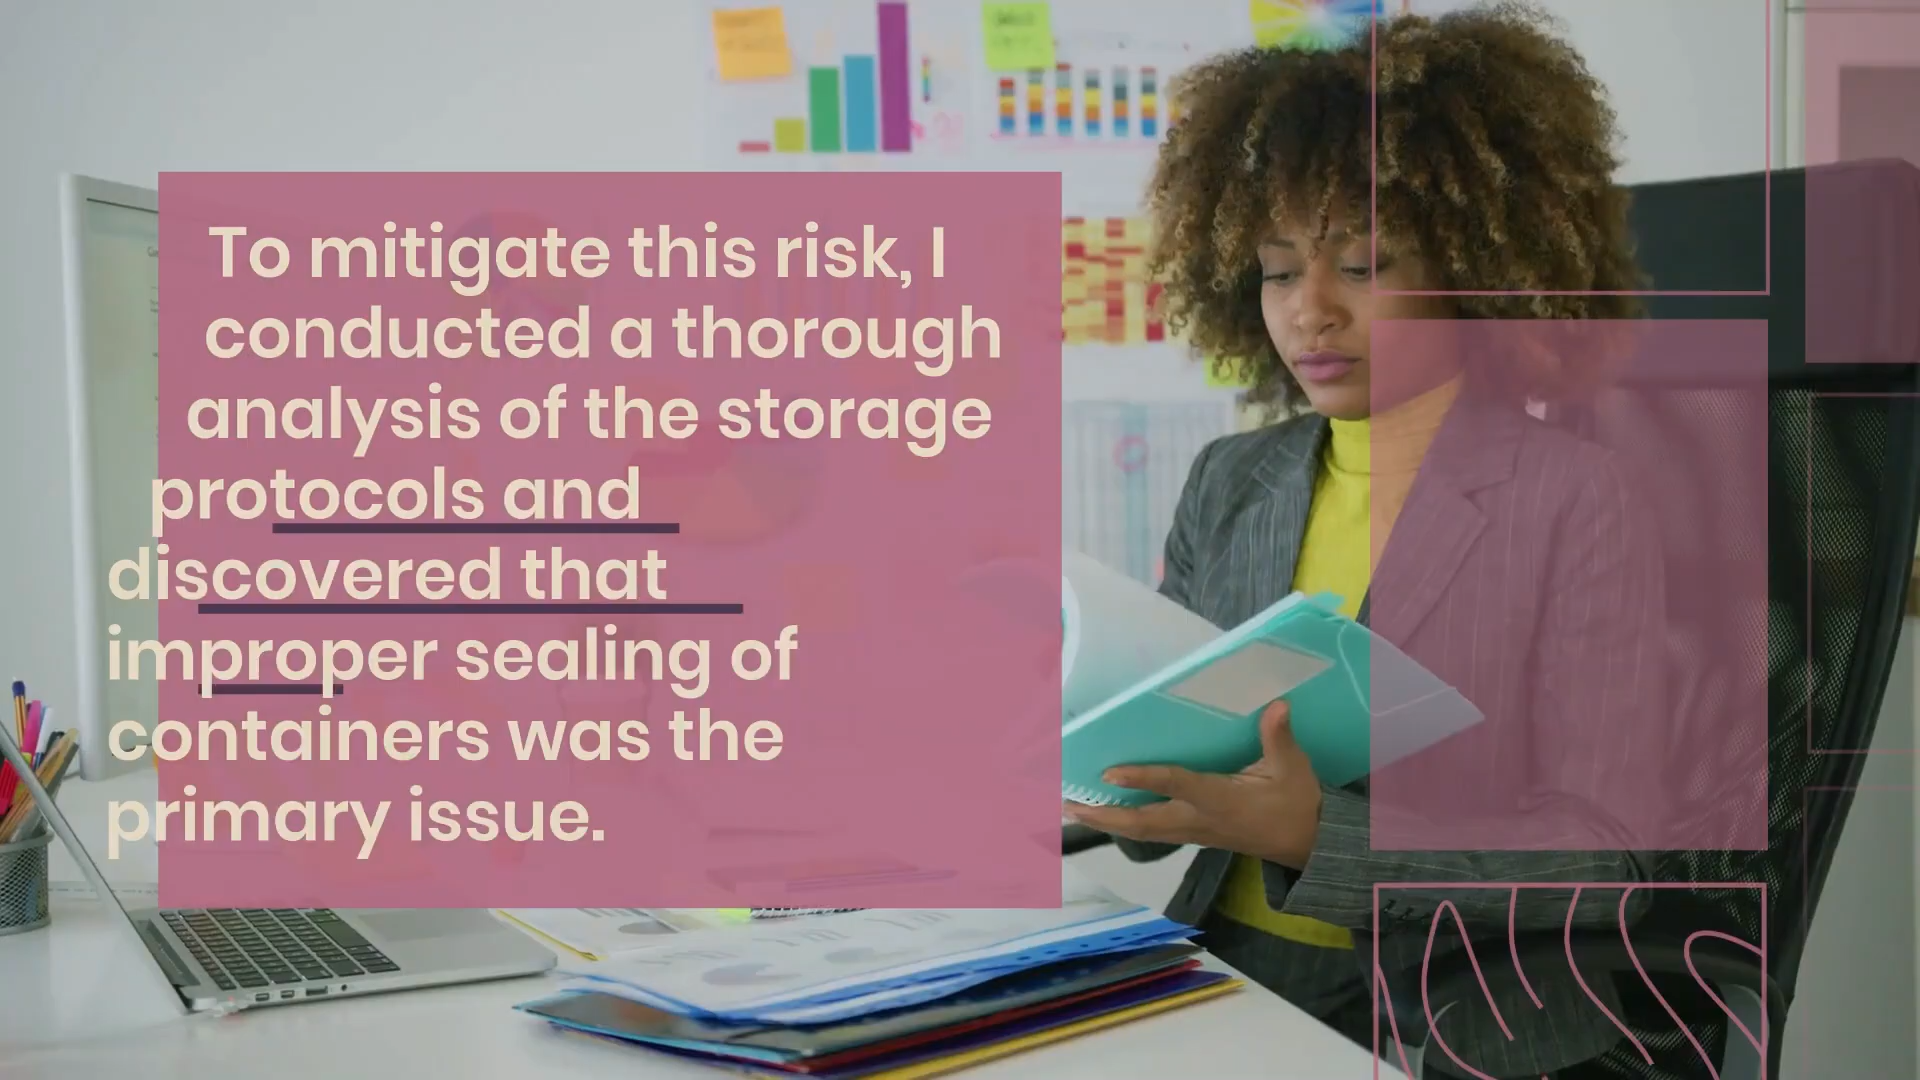 To mitigate this risk, I
conducted a thorough
analysis of the storage
protocols and
discovered that
improper sealing of
containers was the
primary issue.